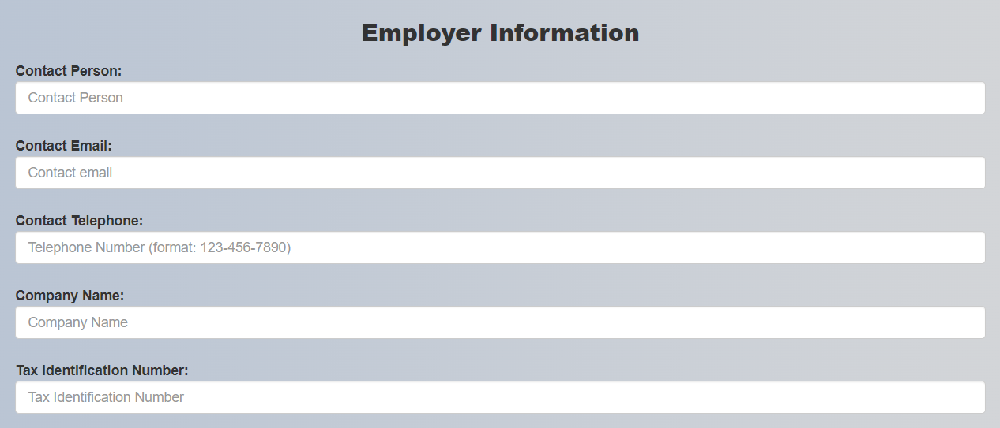 Employer Information
Contact Person:
Contact Person
Contact Email:
Contact email
Contact Telephone:
Telephone Number (format: 123-456-7890)
Company Name:
Company Name
Tax Identification Number:
Tax Identification Number